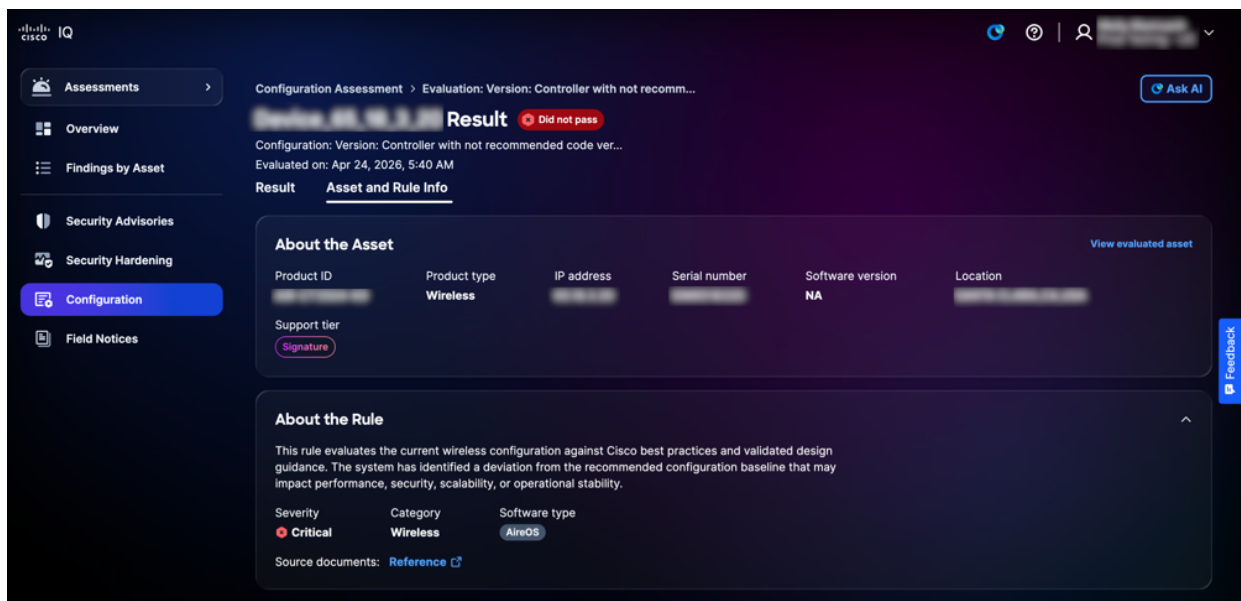 cisco IQ
Assessments
Overview
Findings by Asset
Security Advisories
Security Hardening
Configuration
Field Notices
Configuration Assessment > Evaluation: Version: Controller with not recomm...
Ask AI
Result Did not pass
Configuration: Version: Controller with not recommended code ver...
Evaluated on: Apr 24, 2026, 5:40 AM
Result Asset and Rule Info
About the Asset View evaluated asset
Product ID Product type IP address Serial number Software version Location
Wireless NA
Support tier
Signature
Feedback
About the Rule
This rule evaluates the current wireless configuration against Cisco best practices and validated design
guidance. The system has identified a deviation from the recommended configuration baseline that may
impact performance, security, scalability, or operational stability.
Severity Category Software type
Critical Wireless AireOS
Source documents: Reference